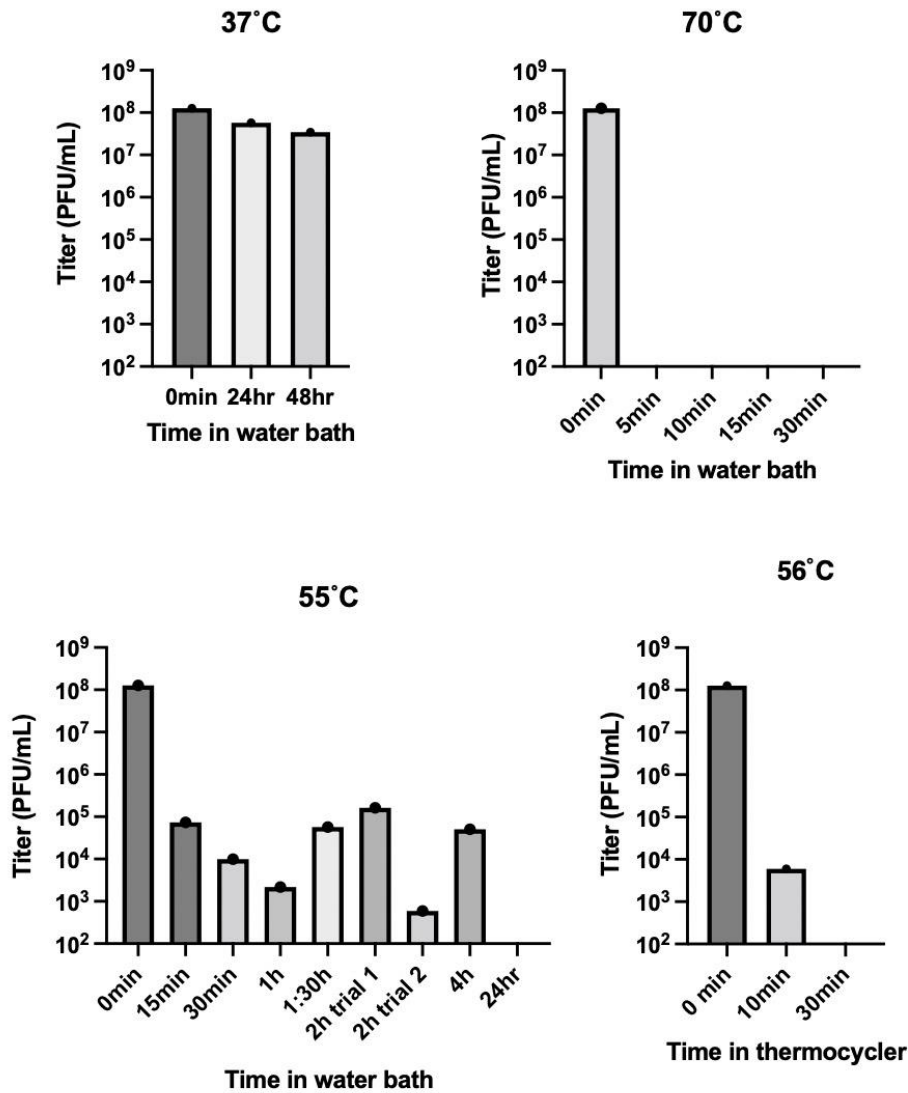 37°C
10⁹
10⁸
10⁷
10⁶
10⁵
10⁴
10³
10²
Titer (PFU/mL)
0min 24hr 48hr
Time in water bath
70°C
10⁹
10⁸
10⁷
10⁶
10⁵
10⁴
10³
10²
Titer (PFU/mL)
0min 5min 10min 15min 30min
Time in water bath
55°C
10⁹
10⁸
10⁷
10⁶
10⁵
10⁴
10³
10²
Titer (PFU/mL)
0min 15min 30min 1h 1:30h 2h trial 1 2h trial 2 4h 24hr
Time in water bath
56°C
10⁹
10⁸
10⁷
10⁶
10⁵
10⁴
10³
10²
Titer (PFU/mL)
0 min 10min 30min
Time in thermocycler